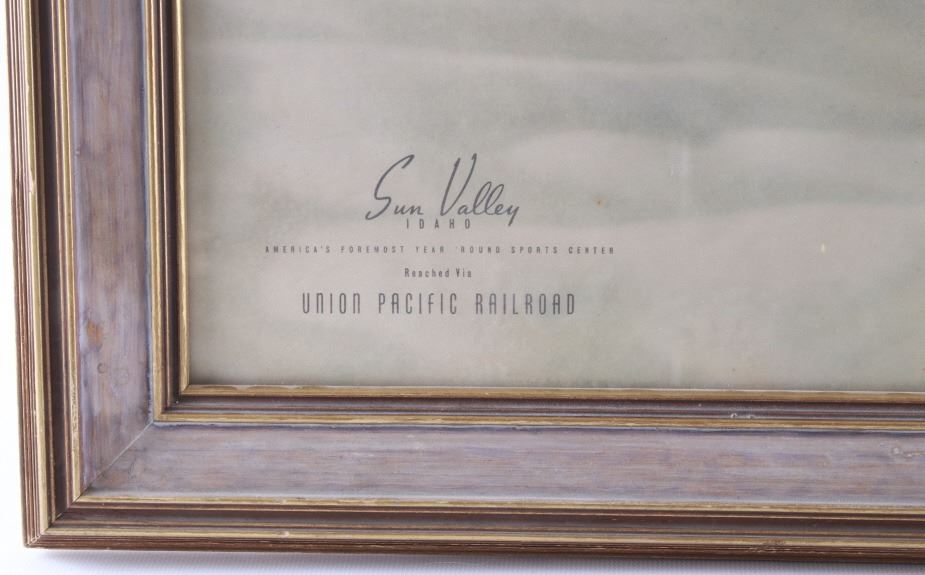 Sun Valley
IDAHO
AMERICA'S FOREMOST YEAR 'ROUND SPORTS CENTER
Reached Via
UNION PACIFIC RAILROAD